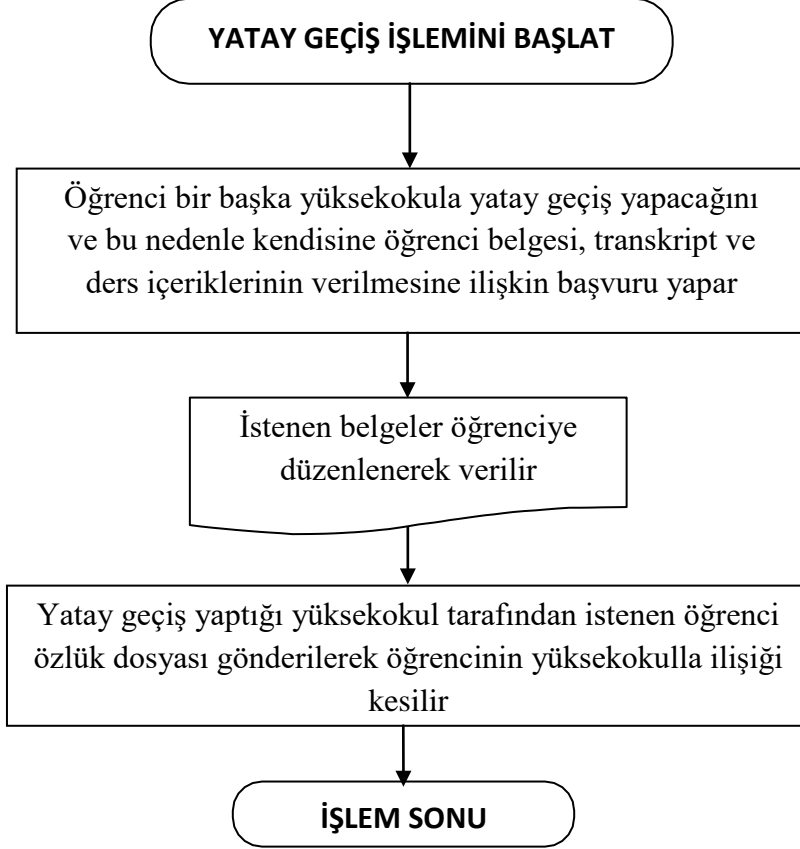 YATAY GEÇİŞ İŞLEMİNİ BAŞLAT
Öğrenci bir başka yüksekokula yatay geçiş yapacağını
ve bu nedenle kendisine öğrenci belgesi, transkript ve
ders içeriklerinin verilmesine ilişkin başvuru yapar
İstenen belgeler öğrenciye
düzenlenerek verilir
Yatay geçiş yaptığı yüksekokul tarafından istenen öğrenci
özlük dosyası gönderilerek öğrencinin yüksekokulla ilişiği
kesilir
İŞLEM SONU